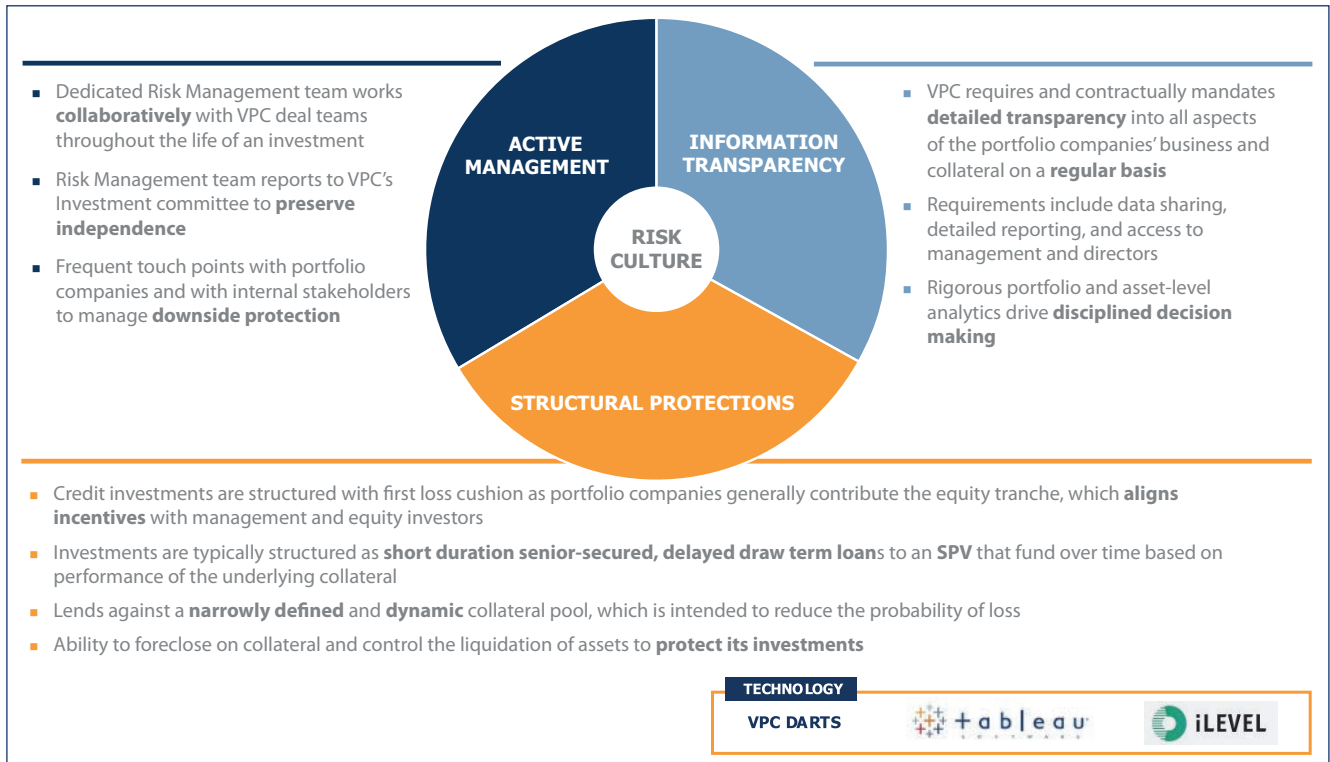 Dedicated Risk Management team works
collaboratively with VPC deal teams
throughout the life of an investment
Risk Management team reports to VPC's
Investment committee to preserve
independence
Frequent touch points with portfolio
companies and with internal stakeholders
to manage downside protection
ACTIVE
MANAGEMENT
INFORMATION
TRANSPARENCY
RISK
CULTURE
STRUCTURAL PROTECTIONS
VPC requires and contractually mandates
detailed transparency into all aspects
of the portfolio companies' business and
collateral on a regular basis
Requirements include data sharing,
detailed reporting, and access to
management and directors
Rigorous portfolio and asset-level
analytics drive disciplined decision
making
Credit investments are structured with first loss cushion as portfolio companies generally contribute the equity tranche, which aligns
incentives with management and equity investors
Investments are typically structured as short duration senior-secured, delayed draw term loans to an SPV that fund over time based on
performance of the underlying collateral
Lends against a narrowly defined and dynamic collateral pool, which is intended to reduce the probability of loss
Ability to foreclose on collateral and control the liquidation of assets to protect its investments
TECHNOLOGY
VPC DARTS
tableau
SOFTWARE
iLEVEL